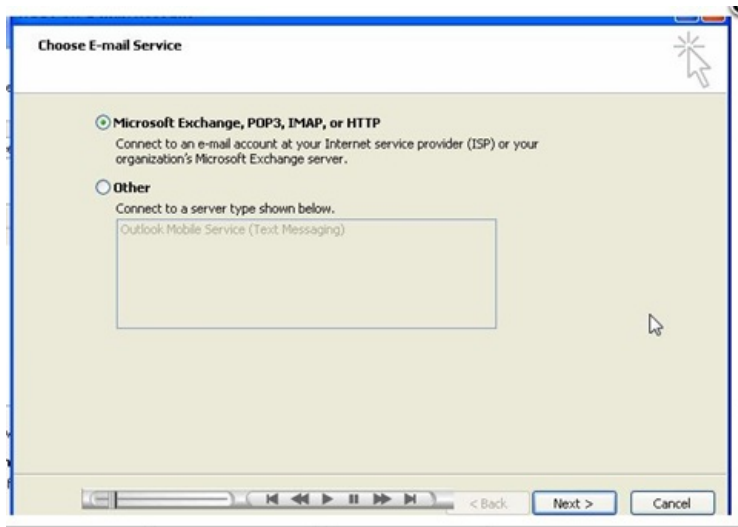 Choose E-mail Service
Microsoft Exchange, POP3, IMAP, or HTTP
Connect to an e-mail account at your Internet service provider (ISP) or your
organization's Microsoft Exchange server.
Other
Connect to a server type shown below.
Outlook Mobile Service (Text Messaging)
< Back
Next >
Cancel